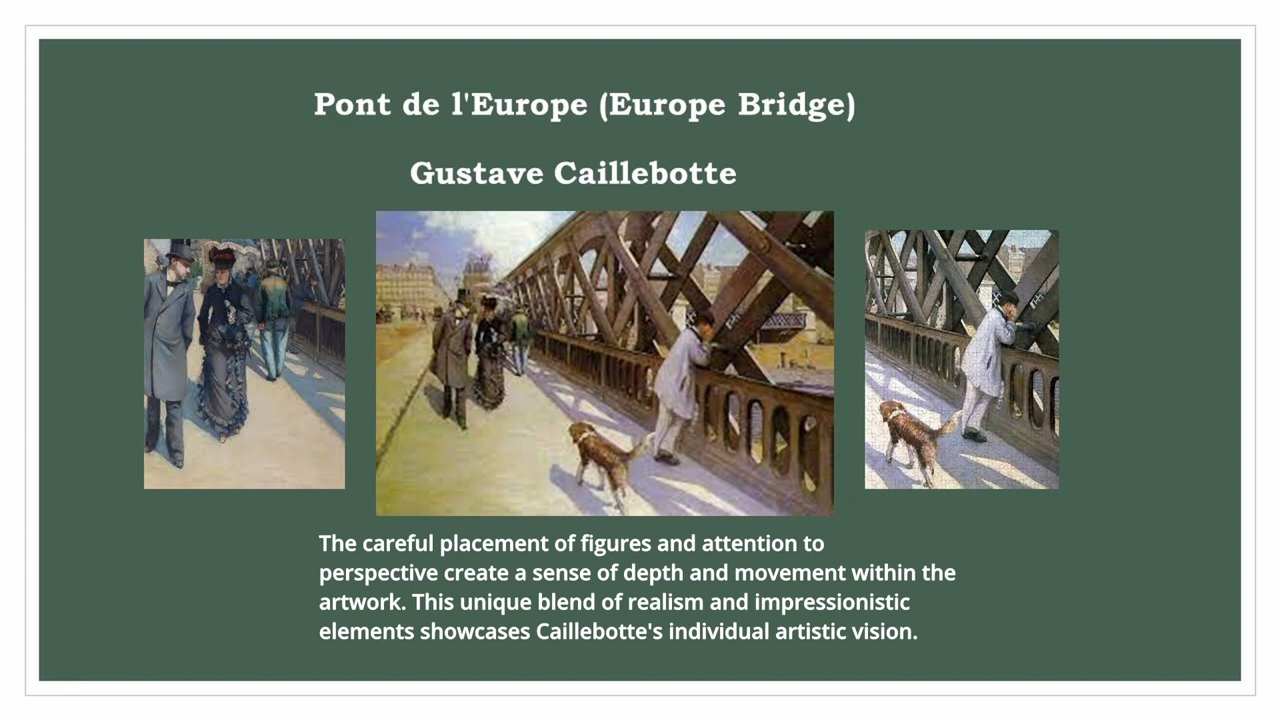 Pont de l'Europe (Europe Bridge)
Gustave Caillebotte
The careful placement of figures and attention to
perspective create a sense of depth and movement within the
artwork. This unique blend of realism and impressionistic
elements showcases Caillebotte's individual artistic vision.